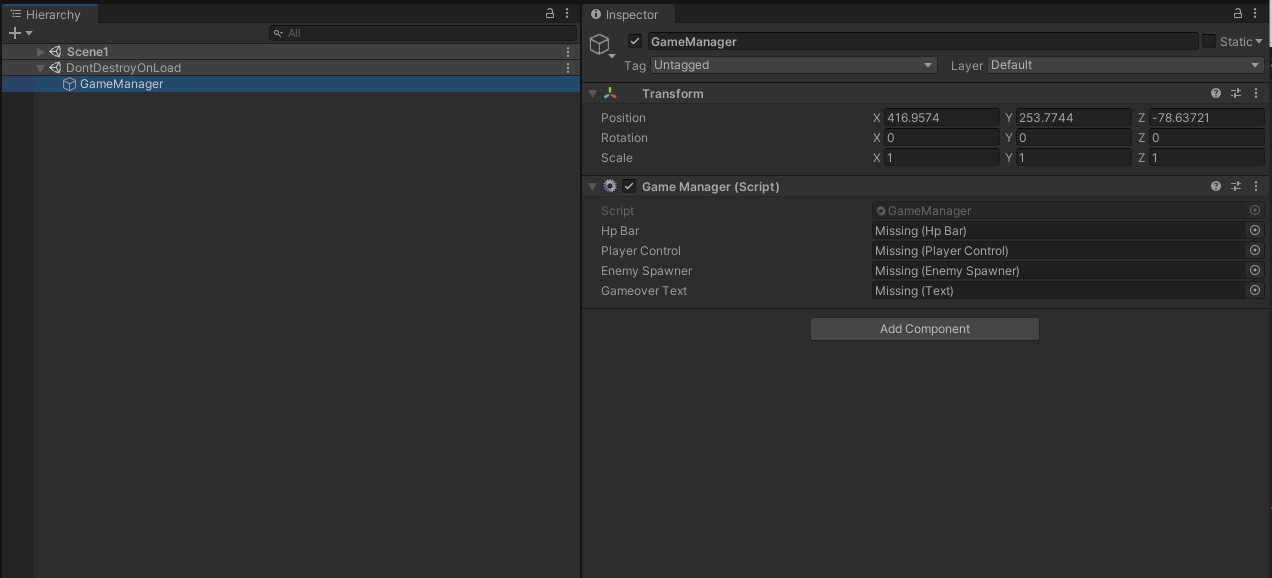 Hierarchy
All
Scene1
DontDestroyOnLoad
GameManager
Inspector
GameManager
Static
Tag Untagged Layer Default
Transform
Position X 416.9574 Y 253.7744 Z -78.63721
Rotation X 0 Y 0 Z 0
Scale X 1 Y 1 Z 1
Game Manager (Script)
Script GameManager
Hp Bar Missing (Hp Bar)
Player Control Missing (Player Control)
Enemy Spawner Missing (Enemy Spawner)
Gameover Text Missing (Text)
Add Component